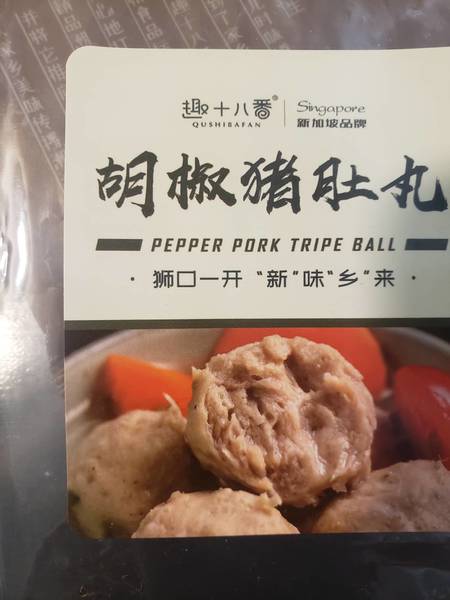 趣十八番®
QUSHIBAFAN
Singapore
新加坡品牌
胡椒猪肚丸
PEPPER PORK TRIPE BALL
· 狮口一开 “新”味“乡”来 ·